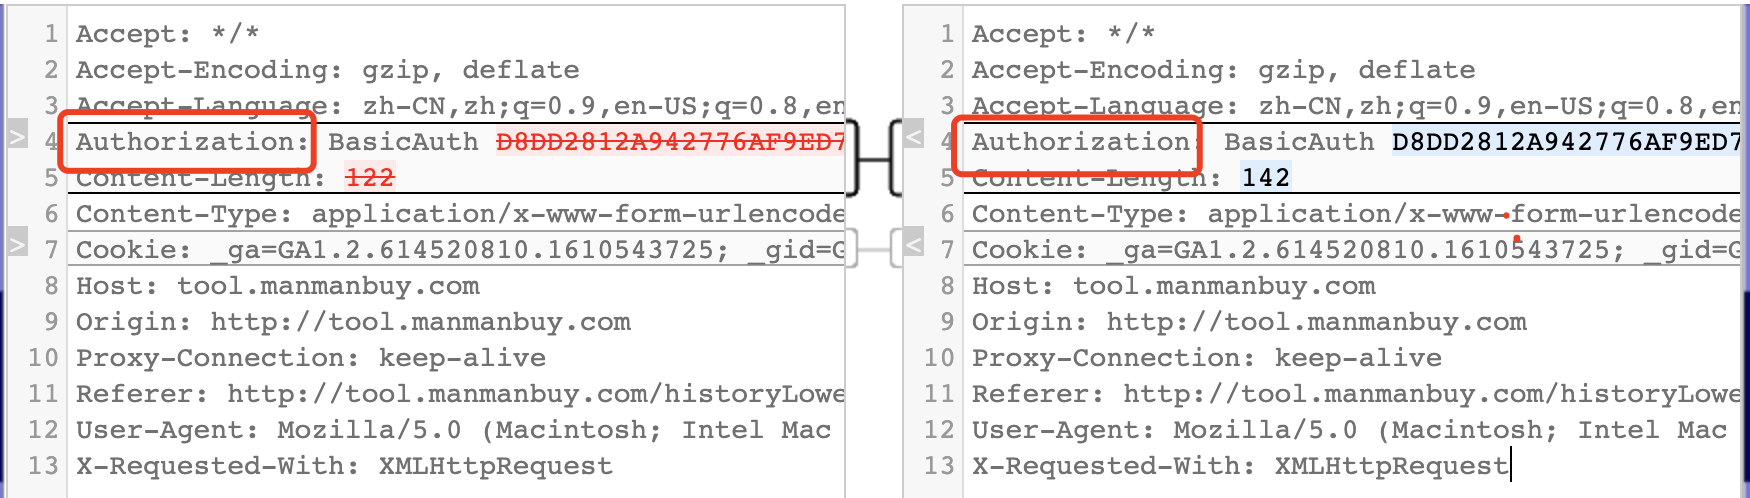 1 Accept: */*
2 Accept-Encoding: gzip, deflate
3 Accept-Language: zh-CN,zh;q=0.9,en-US;q=0.8,en
> 4 Authorization: BasicAuth D8DD2812A942776AF9ED7
5 Content-Length: 122
6 Content-Type: application/x-www-form-urlencode
> 7 Cookie: _ga=GA1.2.614520810.1610543725; _gid=G
8 Host: tool.manmanbuy.com
9 Origin: http://tool.manmanbuy.com
10 Proxy-Connection: keep-alive
11 Referer: http://tool.manmanbuy.com/historyLowe
12 User-Agent: Mozilla/5.0 (Macintosh; Intel Mac
13 X-Requested-With: XMLHttpRequest
1 Accept: */*
2 Accept-Encoding: gzip, deflate
3 Accept-Language: zh-CN,zh;q=0.9,en-US;q=0.8,en
< 4 Authorization: BasicAuth D8DD2812A942776AF9ED7
5 Content-Length: 142
6 Content-Type: application/x-www-form-urlencode
< 7 Cookie: _ga=GA1.2.614520810.1610543725; _gid=G
8 Host: tool.manmanbuy.com
9 Origin: http://tool.manmanbuy.com
10 Proxy-Connection: keep-alive
11 Referer: http://tool.manmanbuy.com/historyLowe
12 User-Agent: Mozilla/5.0 (Macintosh; Intel Mac
13 X-Requested-With: XMLHttpRequest